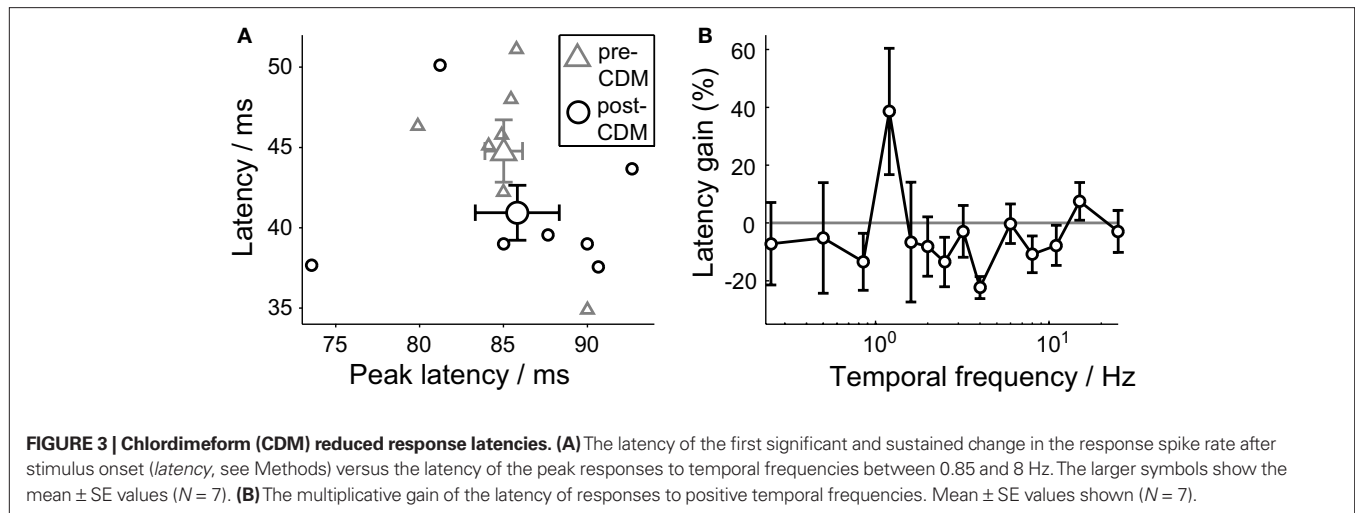 A
Latency / ms
50
45
40
35
75
80
85
90
Peak latency / ms
pre-
CDM
post-
CDM
B
Latency gain (%)
60
40
20
0
-20
10⁰
10¹
Temporal frequency / Hz
FIGURE 3 | Chlordimeform (CDM) reduced response latencies. (A) The latency of the first significant and sustained change in the response spike rate after
stimulus onset (latency, see Methods) versus the latency of the peak responses to temporal frequencies between 0.85 and 8 Hz. The larger symbols show the
mean ± SE values (N = 7). (B) The multiplicative gain of the latency of responses to positive temporal frequencies. Mean ± SE values shown (N = 7).